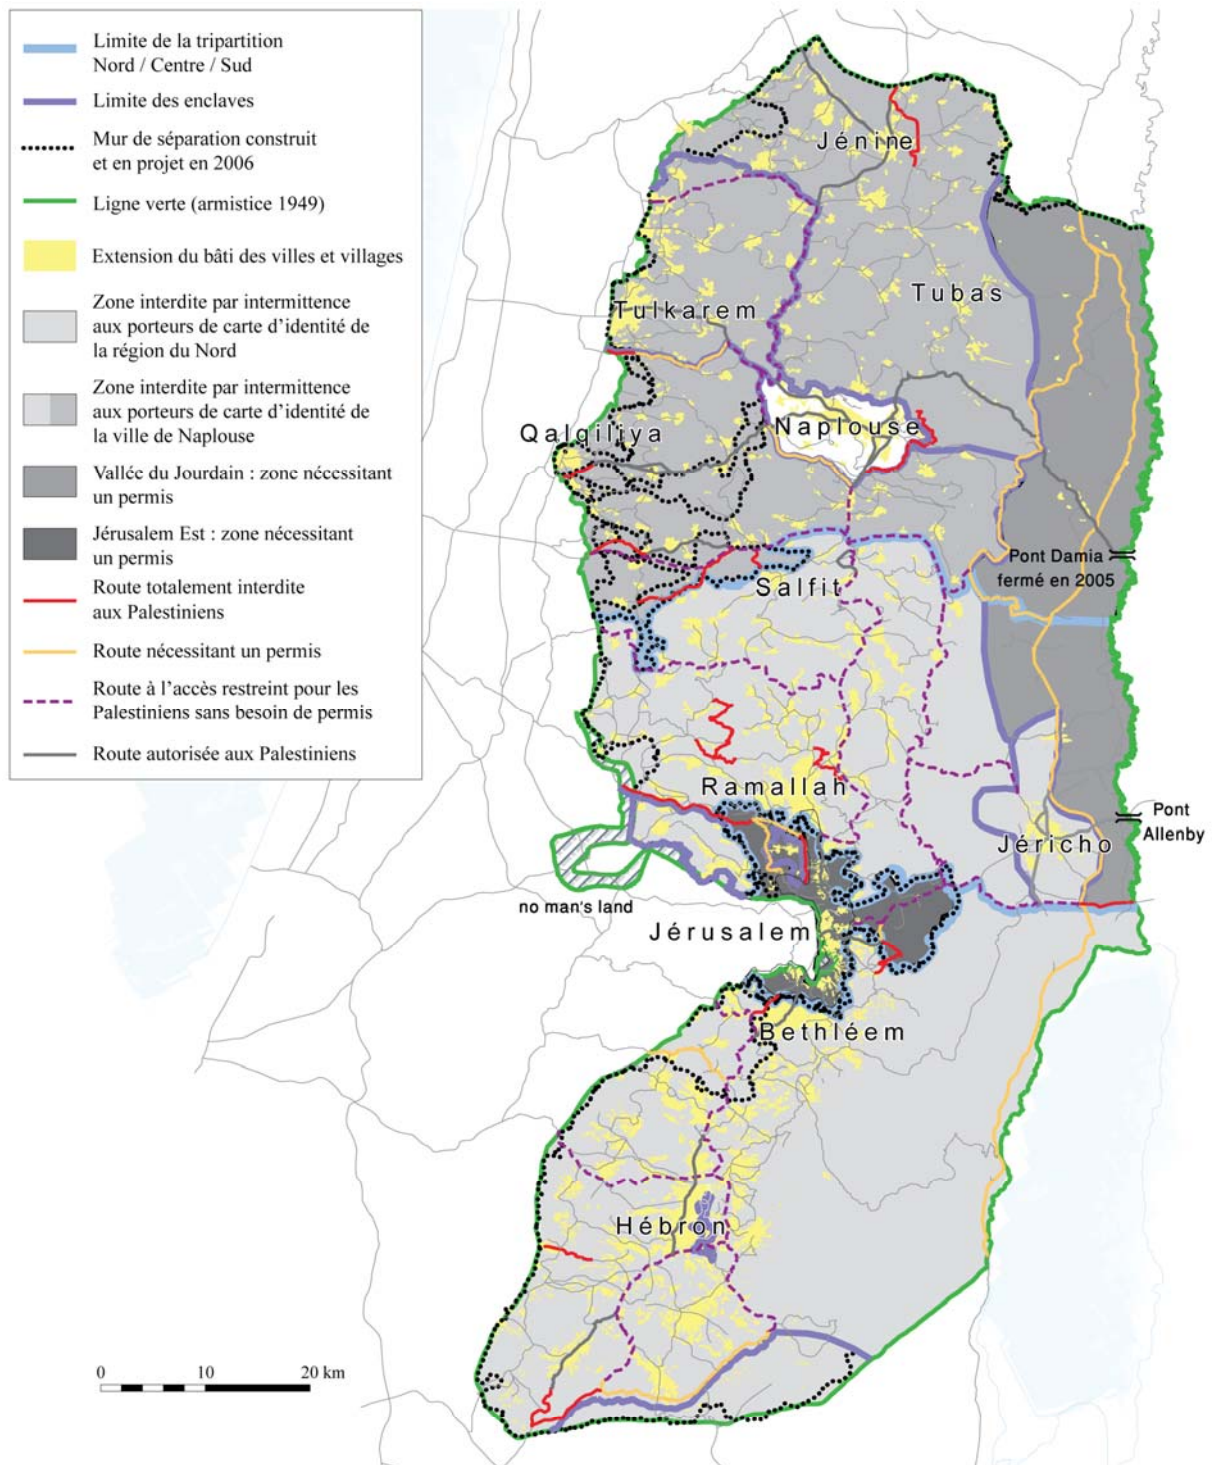 Limite de la tripartition
Nord / Centre / Sud
Limite des enclaves
Mur de séparation construit
et en projet en 2006
Ligne verte (armistice 1949)
Extension du bâti des villes et villages
Zone interdite par intermittence
aux porteurs de carte d'identité de
la région du Nord
Zone interdite par intermittence
aux porteurs de carte d'identité de
la ville de Naplouse
Vallée du Jourdain : zone nécessitant
un permis
Jérusalem Est : zone nécessitant
un permis
Route totalement interdite
aux Palestiniens
Route nécessitant un permis
Route à l'accès restreint pour les
Palestiniens sans besoin de permis
Route autorisée aux Palestiniens
Jénine
Tubas
Tulkarem
Naplouse
Qalqiliya
Pont Damia
fermé en 2005
Salfit
Ramallah
Pont
Allenby
Jéricho
no man's land
Jérusalem
Bethléem
Hébron
0 10 20 km